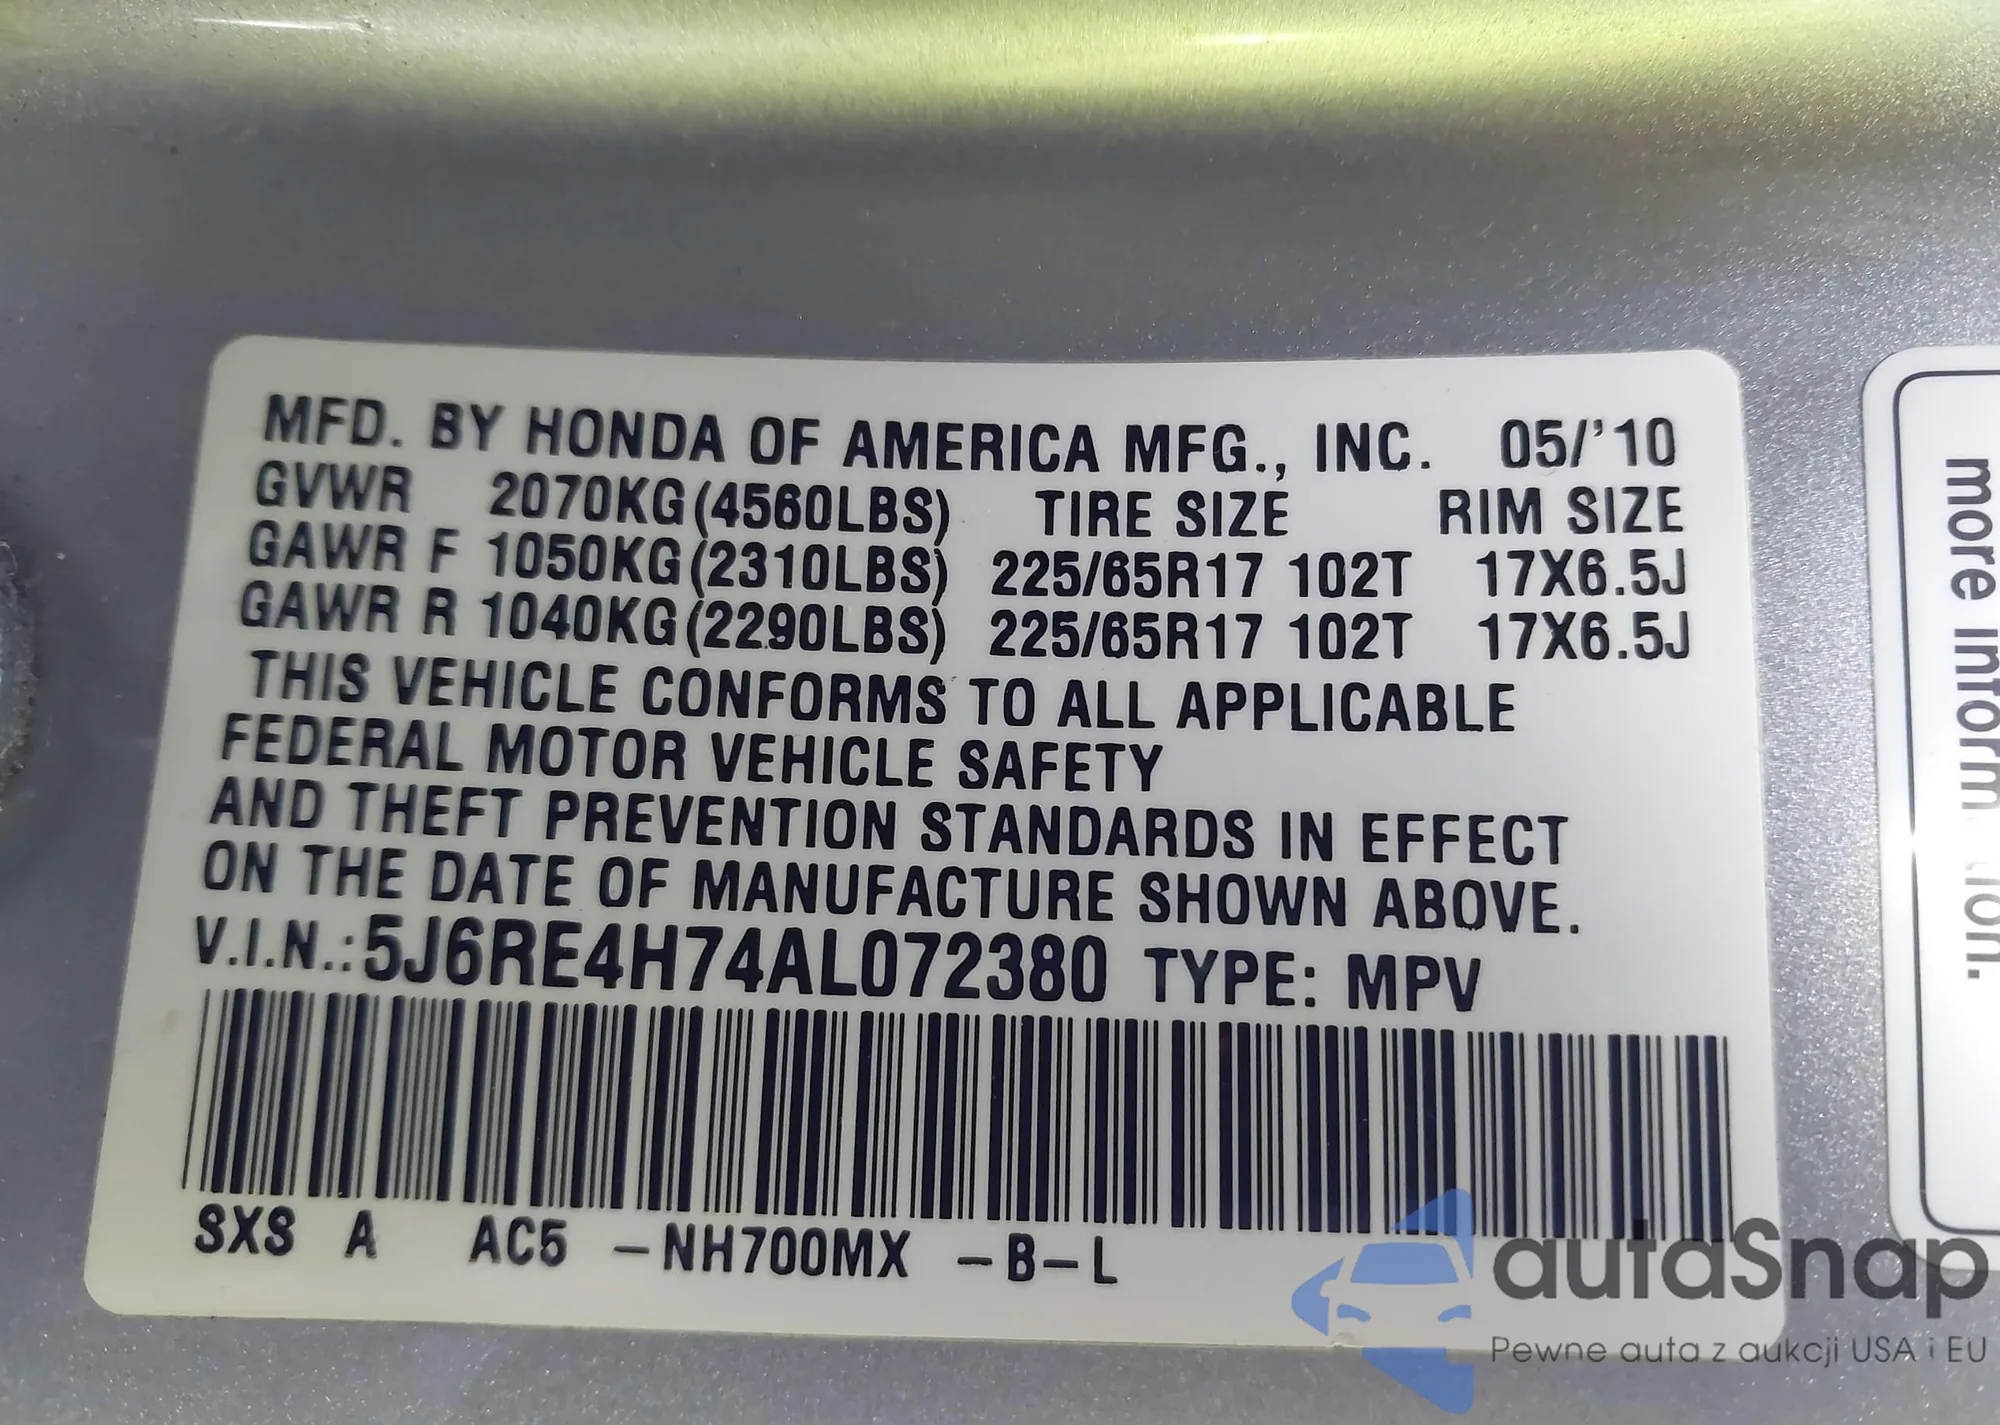 MFD. BY HONDA OF AMERICA MFG., INC. 05/'10
GVWR 2070KG(4560LBS) TIRE SIZE RIM SIZE
GAWR F 1050KG(2310LBS) 225/65R17 102T 17X6.5J
GAWR R 1040KG(2290LBS) 225/65R17 102T 17X6.5J
THIS VEHICLE CONFORMS TO ALL APPLICABLE
FEDERAL MOTOR VEHICLE SAFETY
AND THEFT PREVENTION STANDARDS IN EFFECT
ON THE DATE OF MANUFACTURE SHOWN ABOVE.
V.I.N.: 5J6RE4H74AL072380 TYPE: MPV
SXS A AC5 -NH700MX -B-L
more information.
autaSnap
Pewne auta z aukcji USA i EU